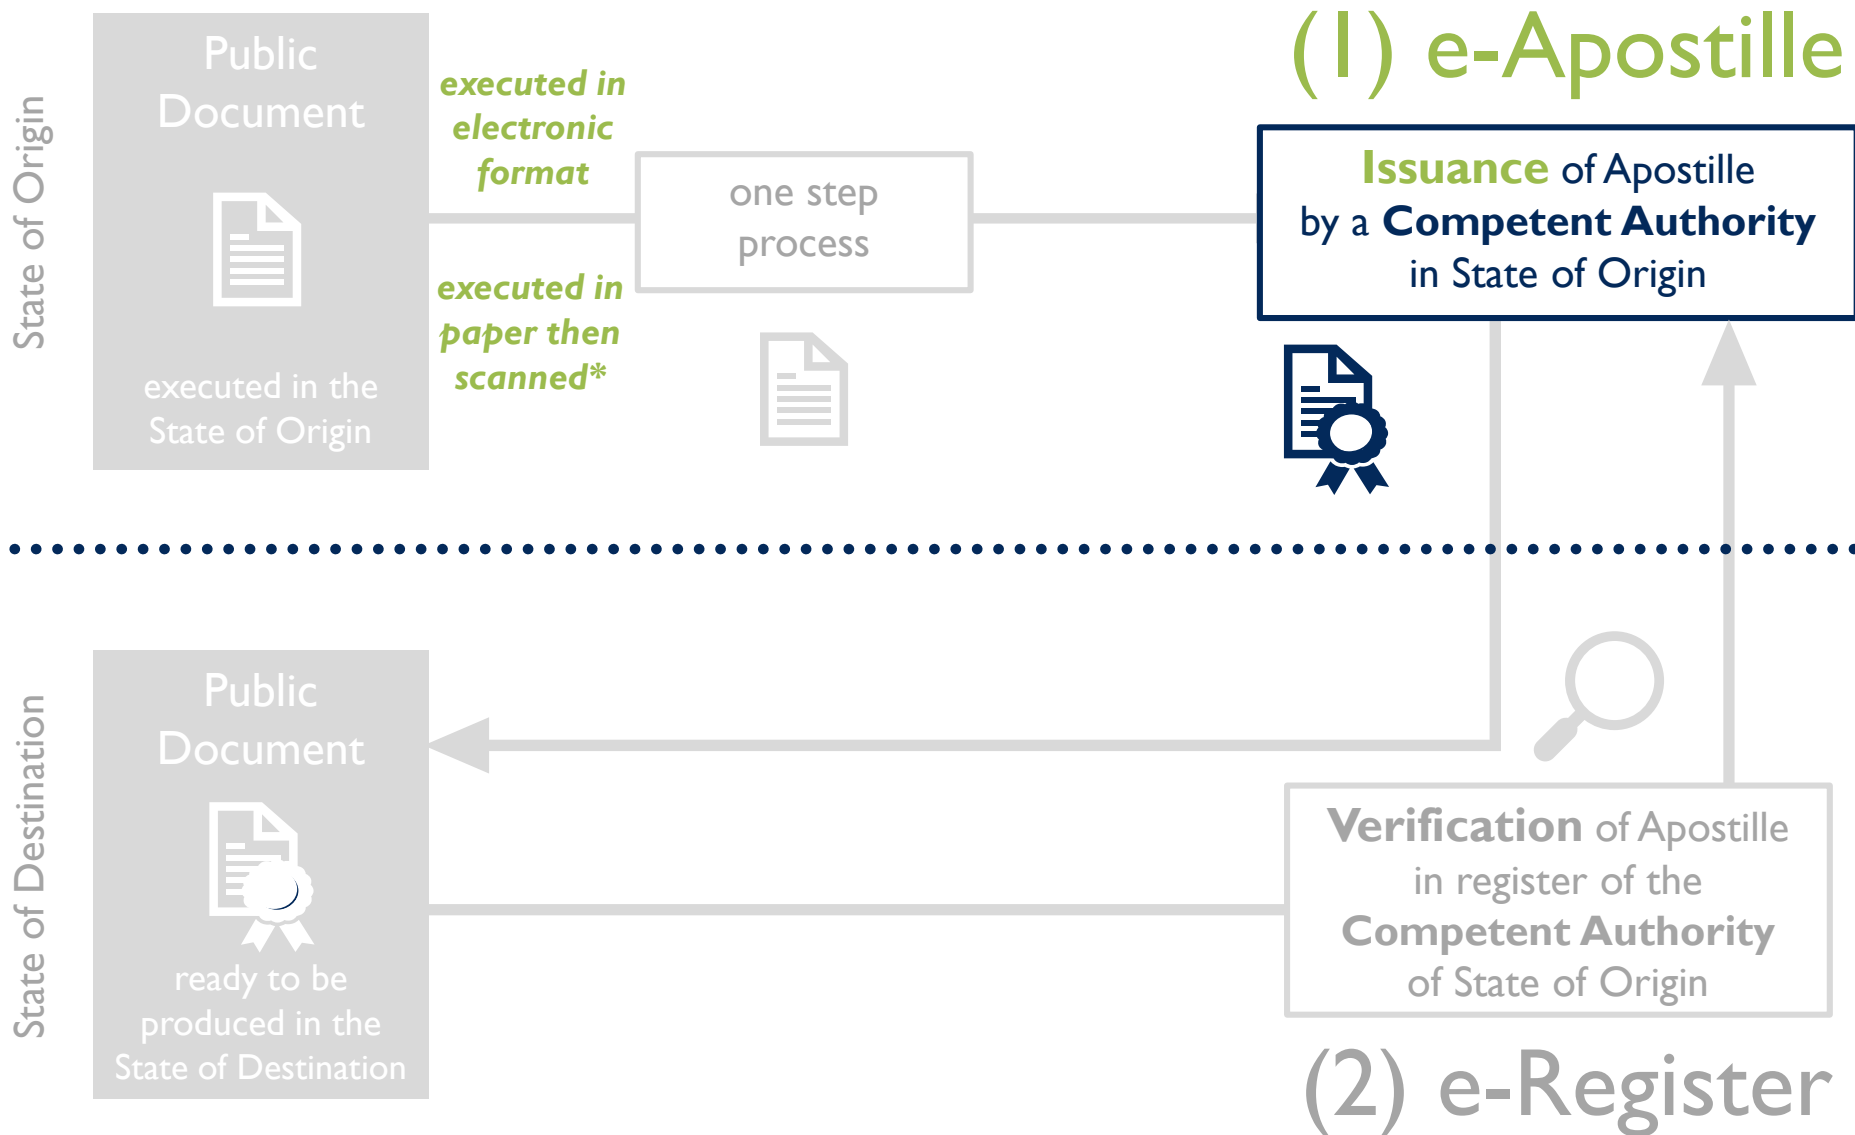 (1) e-Apostille
State of Origin
Public
Document
executed in the
State of Origin
executed in
electronic
format
executed in
paper then
scanned*
one step
process
Issuance of Apostille
by a Competent Authority
in State of Origin
State of Destination
Public
Document
ready to be
produced in the
State of Destination
Verification of Apostille
in register of the
Competent Authority
of State of Origin
(2) e-Register